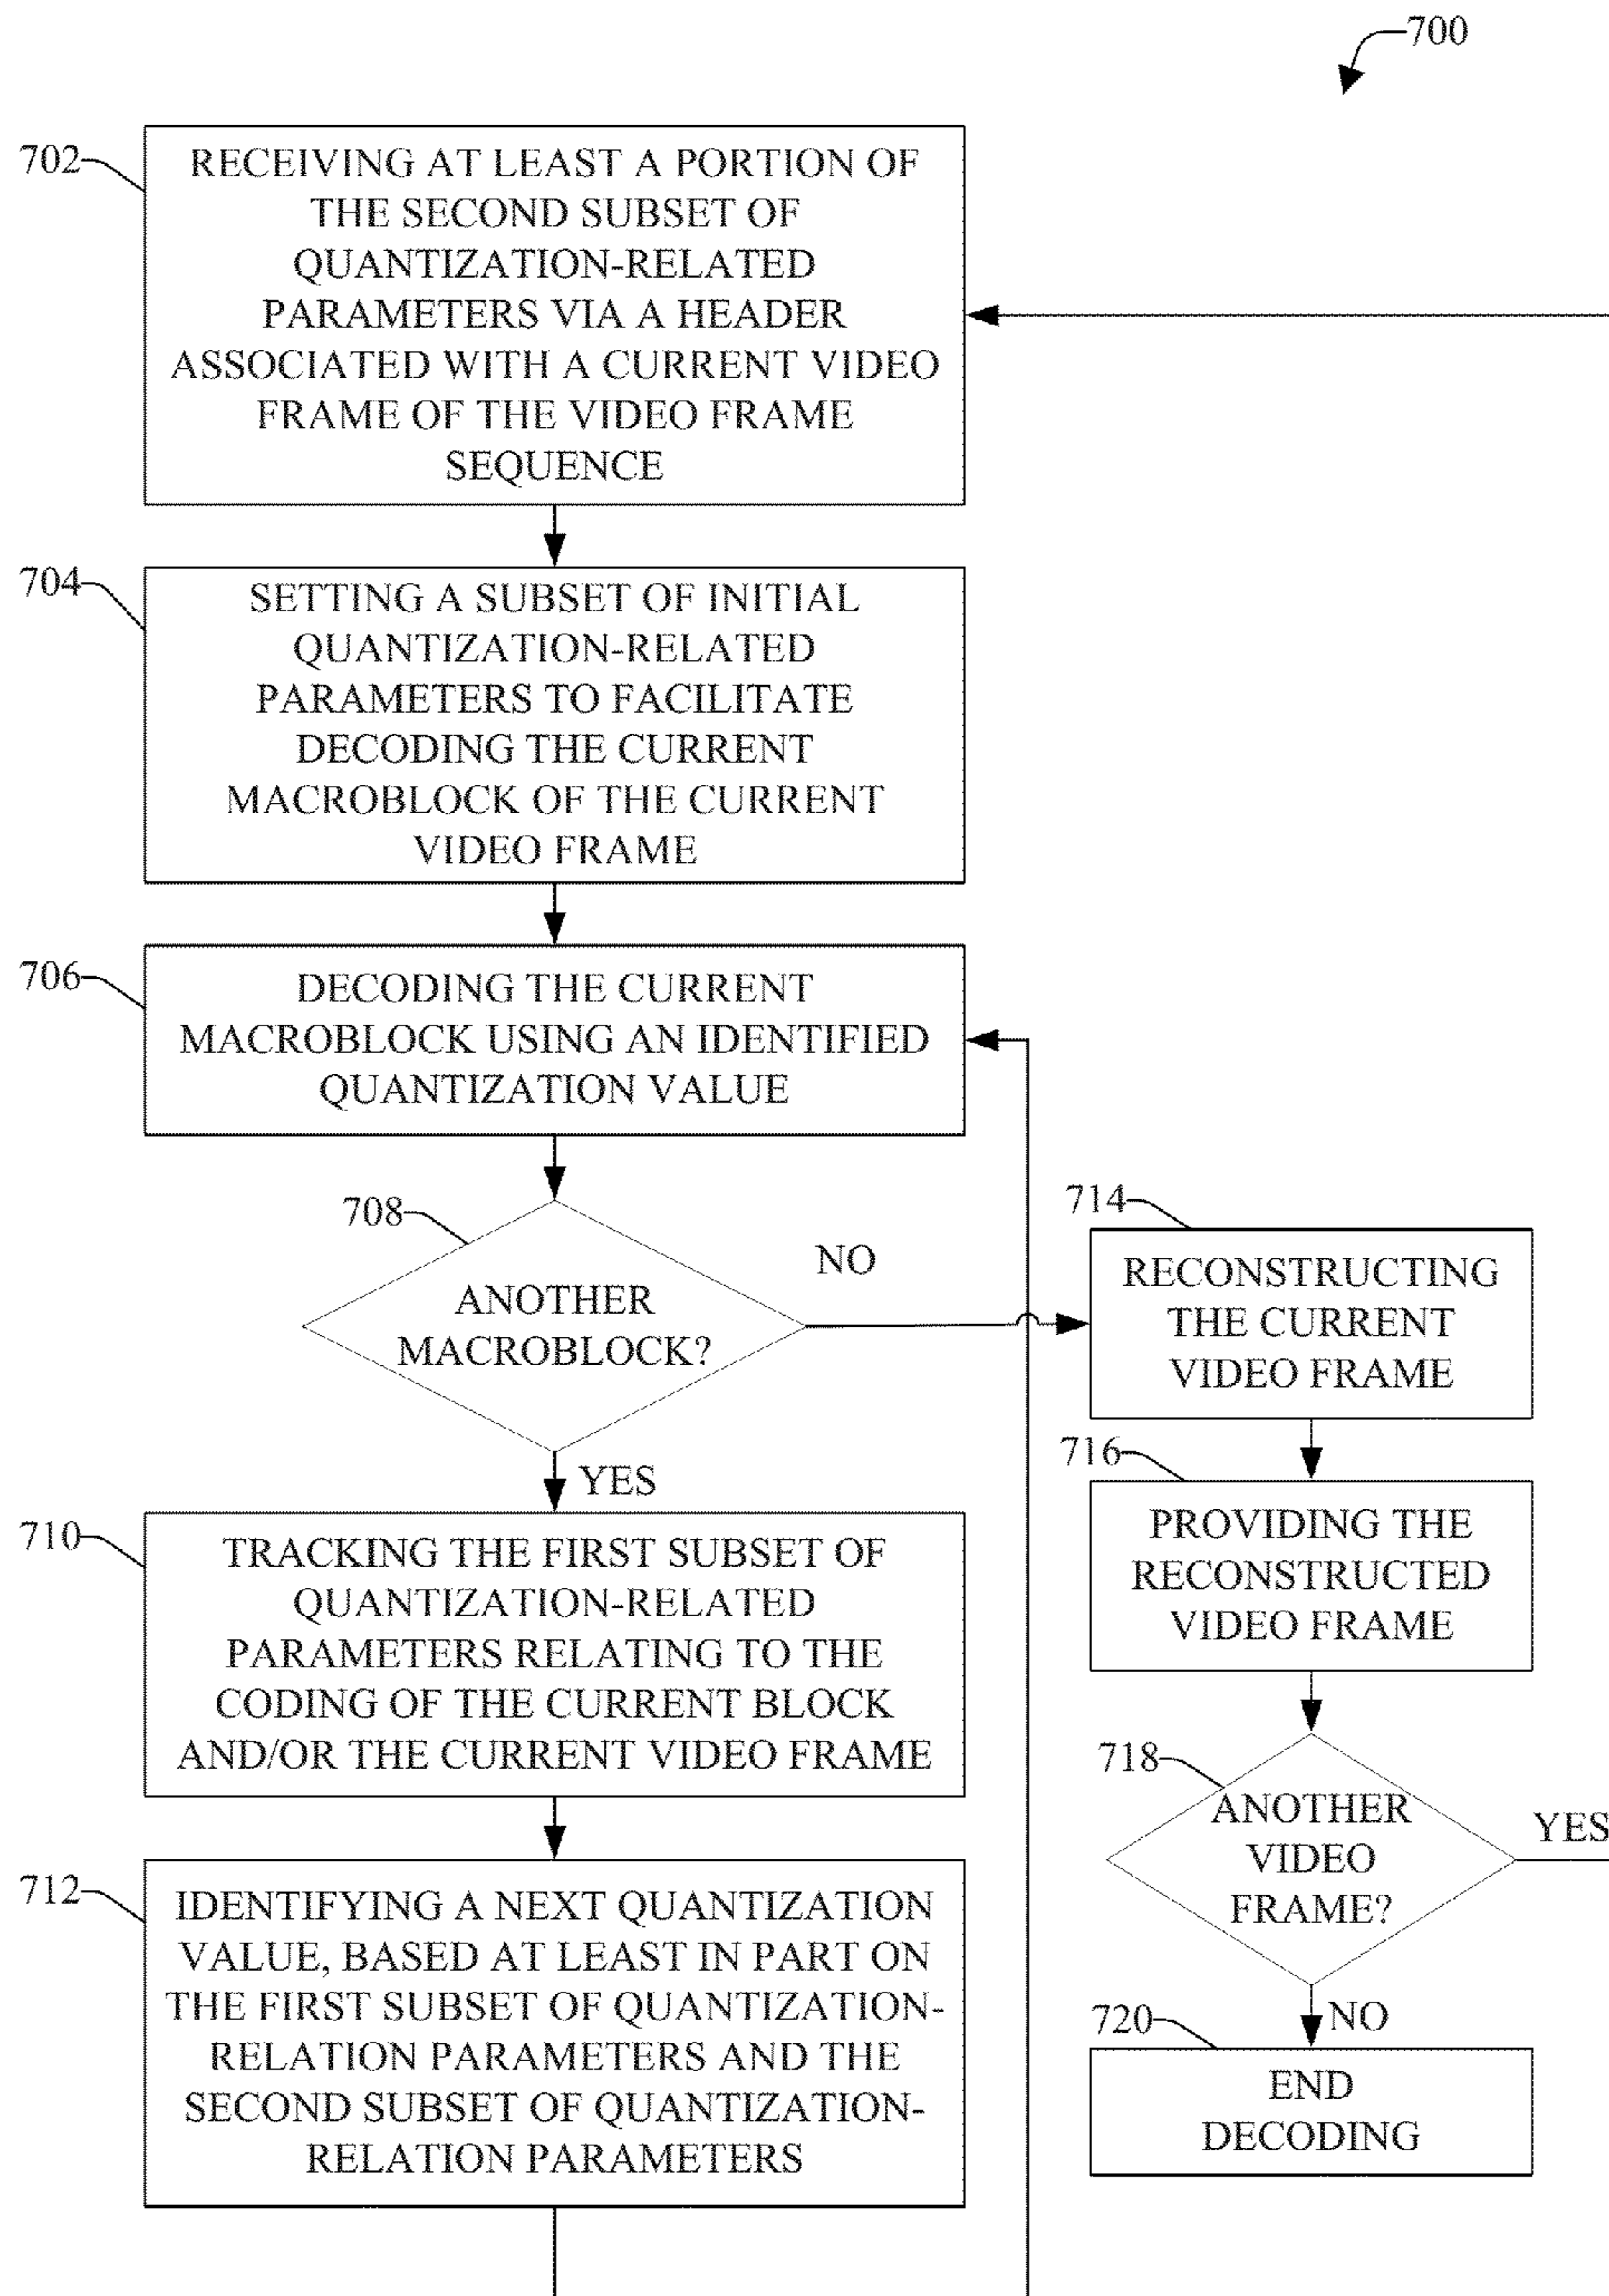 700
702
RECEIVING AT LEAST A PORTION OF
THE SECOND SUBSET OF
QUANTIZATION-RELATED
PARAMETERS VIA A HEADER
ASSOCIATED WITH A CURRENT VIDEO
FRAME OF THE VIDEO FRAME
SEQUENCE
704
SETTING A SUBSET OF INITIAL
QUANTIZATION-RELATED
PARAMETERS TO FACILITATE
DECODING THE CURRENT
MACROBLOCK OF THE CURRENT
VIDEO FRAME
706
DECODING THE CURRENT
MACROBLOCK USING AN IDENTIFIED
QUANTIZATION VALUE
708
ANOTHER
MACROBLOCK?
NO
YES
710
TRACKING THE FIRST SUBSET OF
QUANTIZATION-RELATED
PARAMETERS RELATING TO THE
CODING OF THE CURRENT BLOCK
AND/OR THE CURRENT VIDEO FRAME
712
IDENTIFYING A NEXT QUANTIZATION
VALUE, BASED AT LEAST IN PART ON
THE FIRST SUBSET OF QUANTIZATION-
RELATION PARAMETERS AND THE
SECOND SUBSET OF QUANTIZATION-
RELATION PARAMETERS
714
RECONSTRUCTING
THE CURRENT
VIDEO FRAME
716
PROVIDING THE
RECONSTRUCTED
VIDEO FRAME
718
ANOTHER
VIDEO
FRAME?
YES
NO
720
END
DECODING